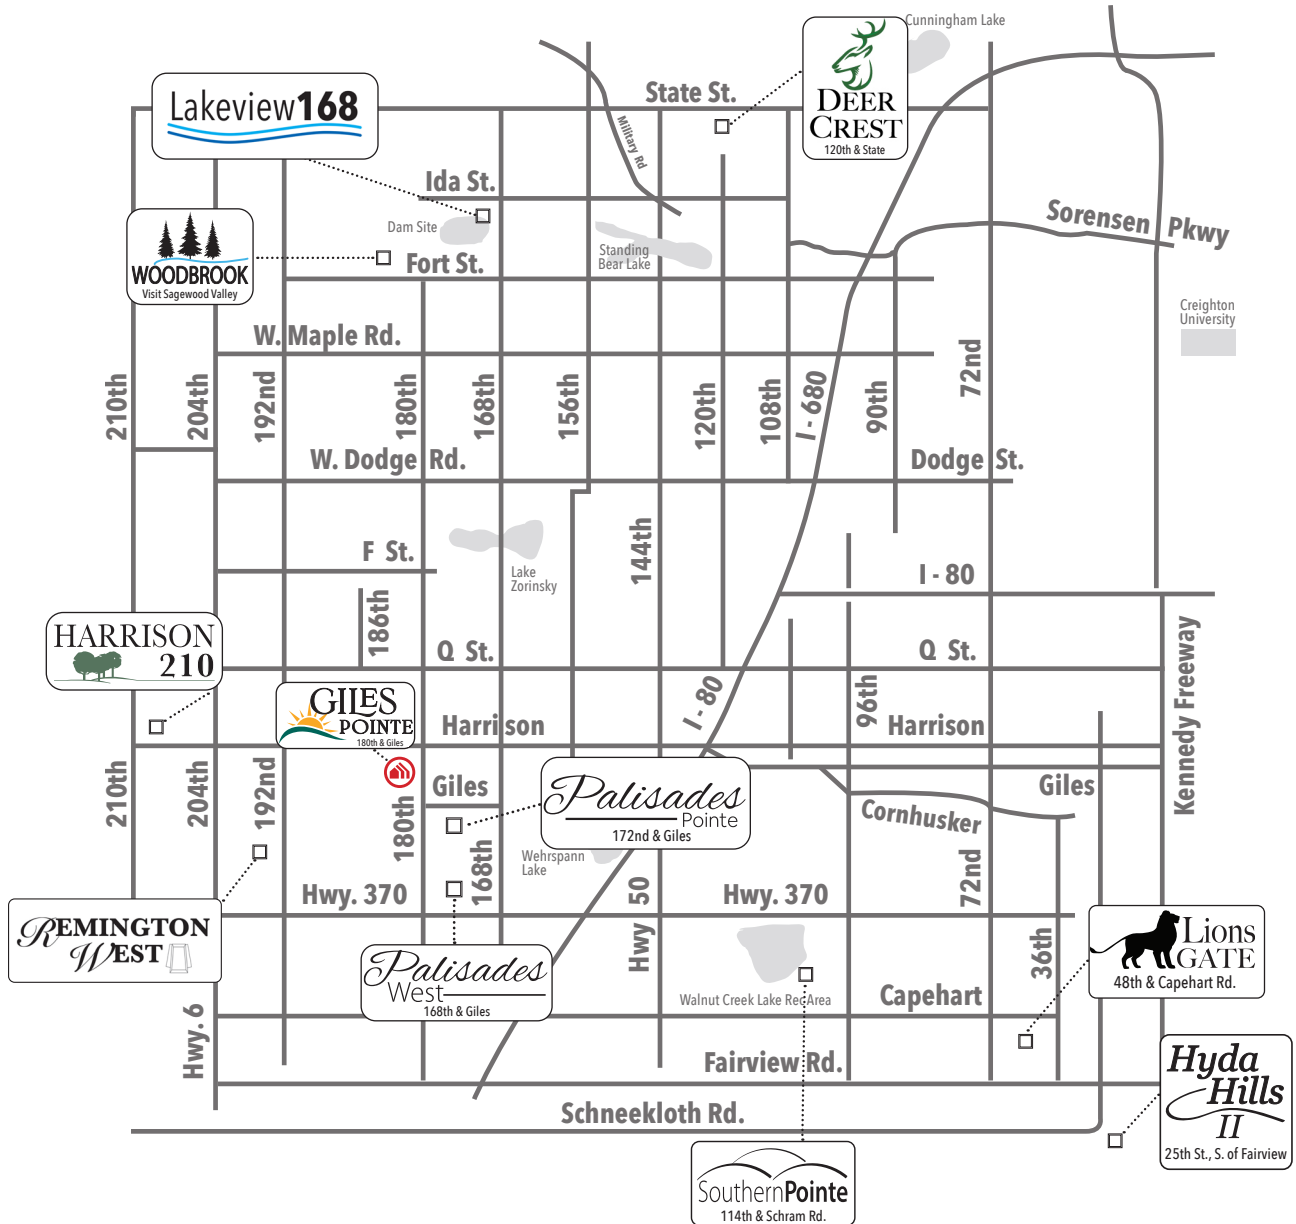 Cunningham Lake
DEER
CREST
120th & State
State St.
Lakeview168
Military Rd
Ida St.
Dam Site
Standing
Bear Lake
Sorensen Pkwy
WOODBROOK
Visit Sagewood Valley
Fort St.
Creighton
University
W. Maple Rd.
210th
204th
192nd
180th
168th
156th
120th
108th
I - 680
90th
72nd
W. Dodge Rd.
Dodge St.
F St.
Lake
Zorinsky
144th
I - 80
186th
HARRISON
210
Q St.
Q St.
Kennedy Freeway
GILES
POINTE
180th & Giles
Harrison
I - 80
96th
Harrison
210th
204th
192nd
180th
Giles
Palisades
Pointe
172nd & Giles
Giles
Cornhusker
168th
Wehrspann
Lake
72nd
Hwy. 370
Hwy 50
Hwy. 370
REMINGTON
WEST
36th
Lions
GATE
48th & Capehart Rd.
Palisades
West
168th & Giles
Walnut Creek Lake Rec Area
Capehart
Hwy. 6
Fairview Rd.
Hyda
Hills
II
25th St., S. of Fairview
Schneekloth Rd.
SouthernPointe
114th & Schram Rd.